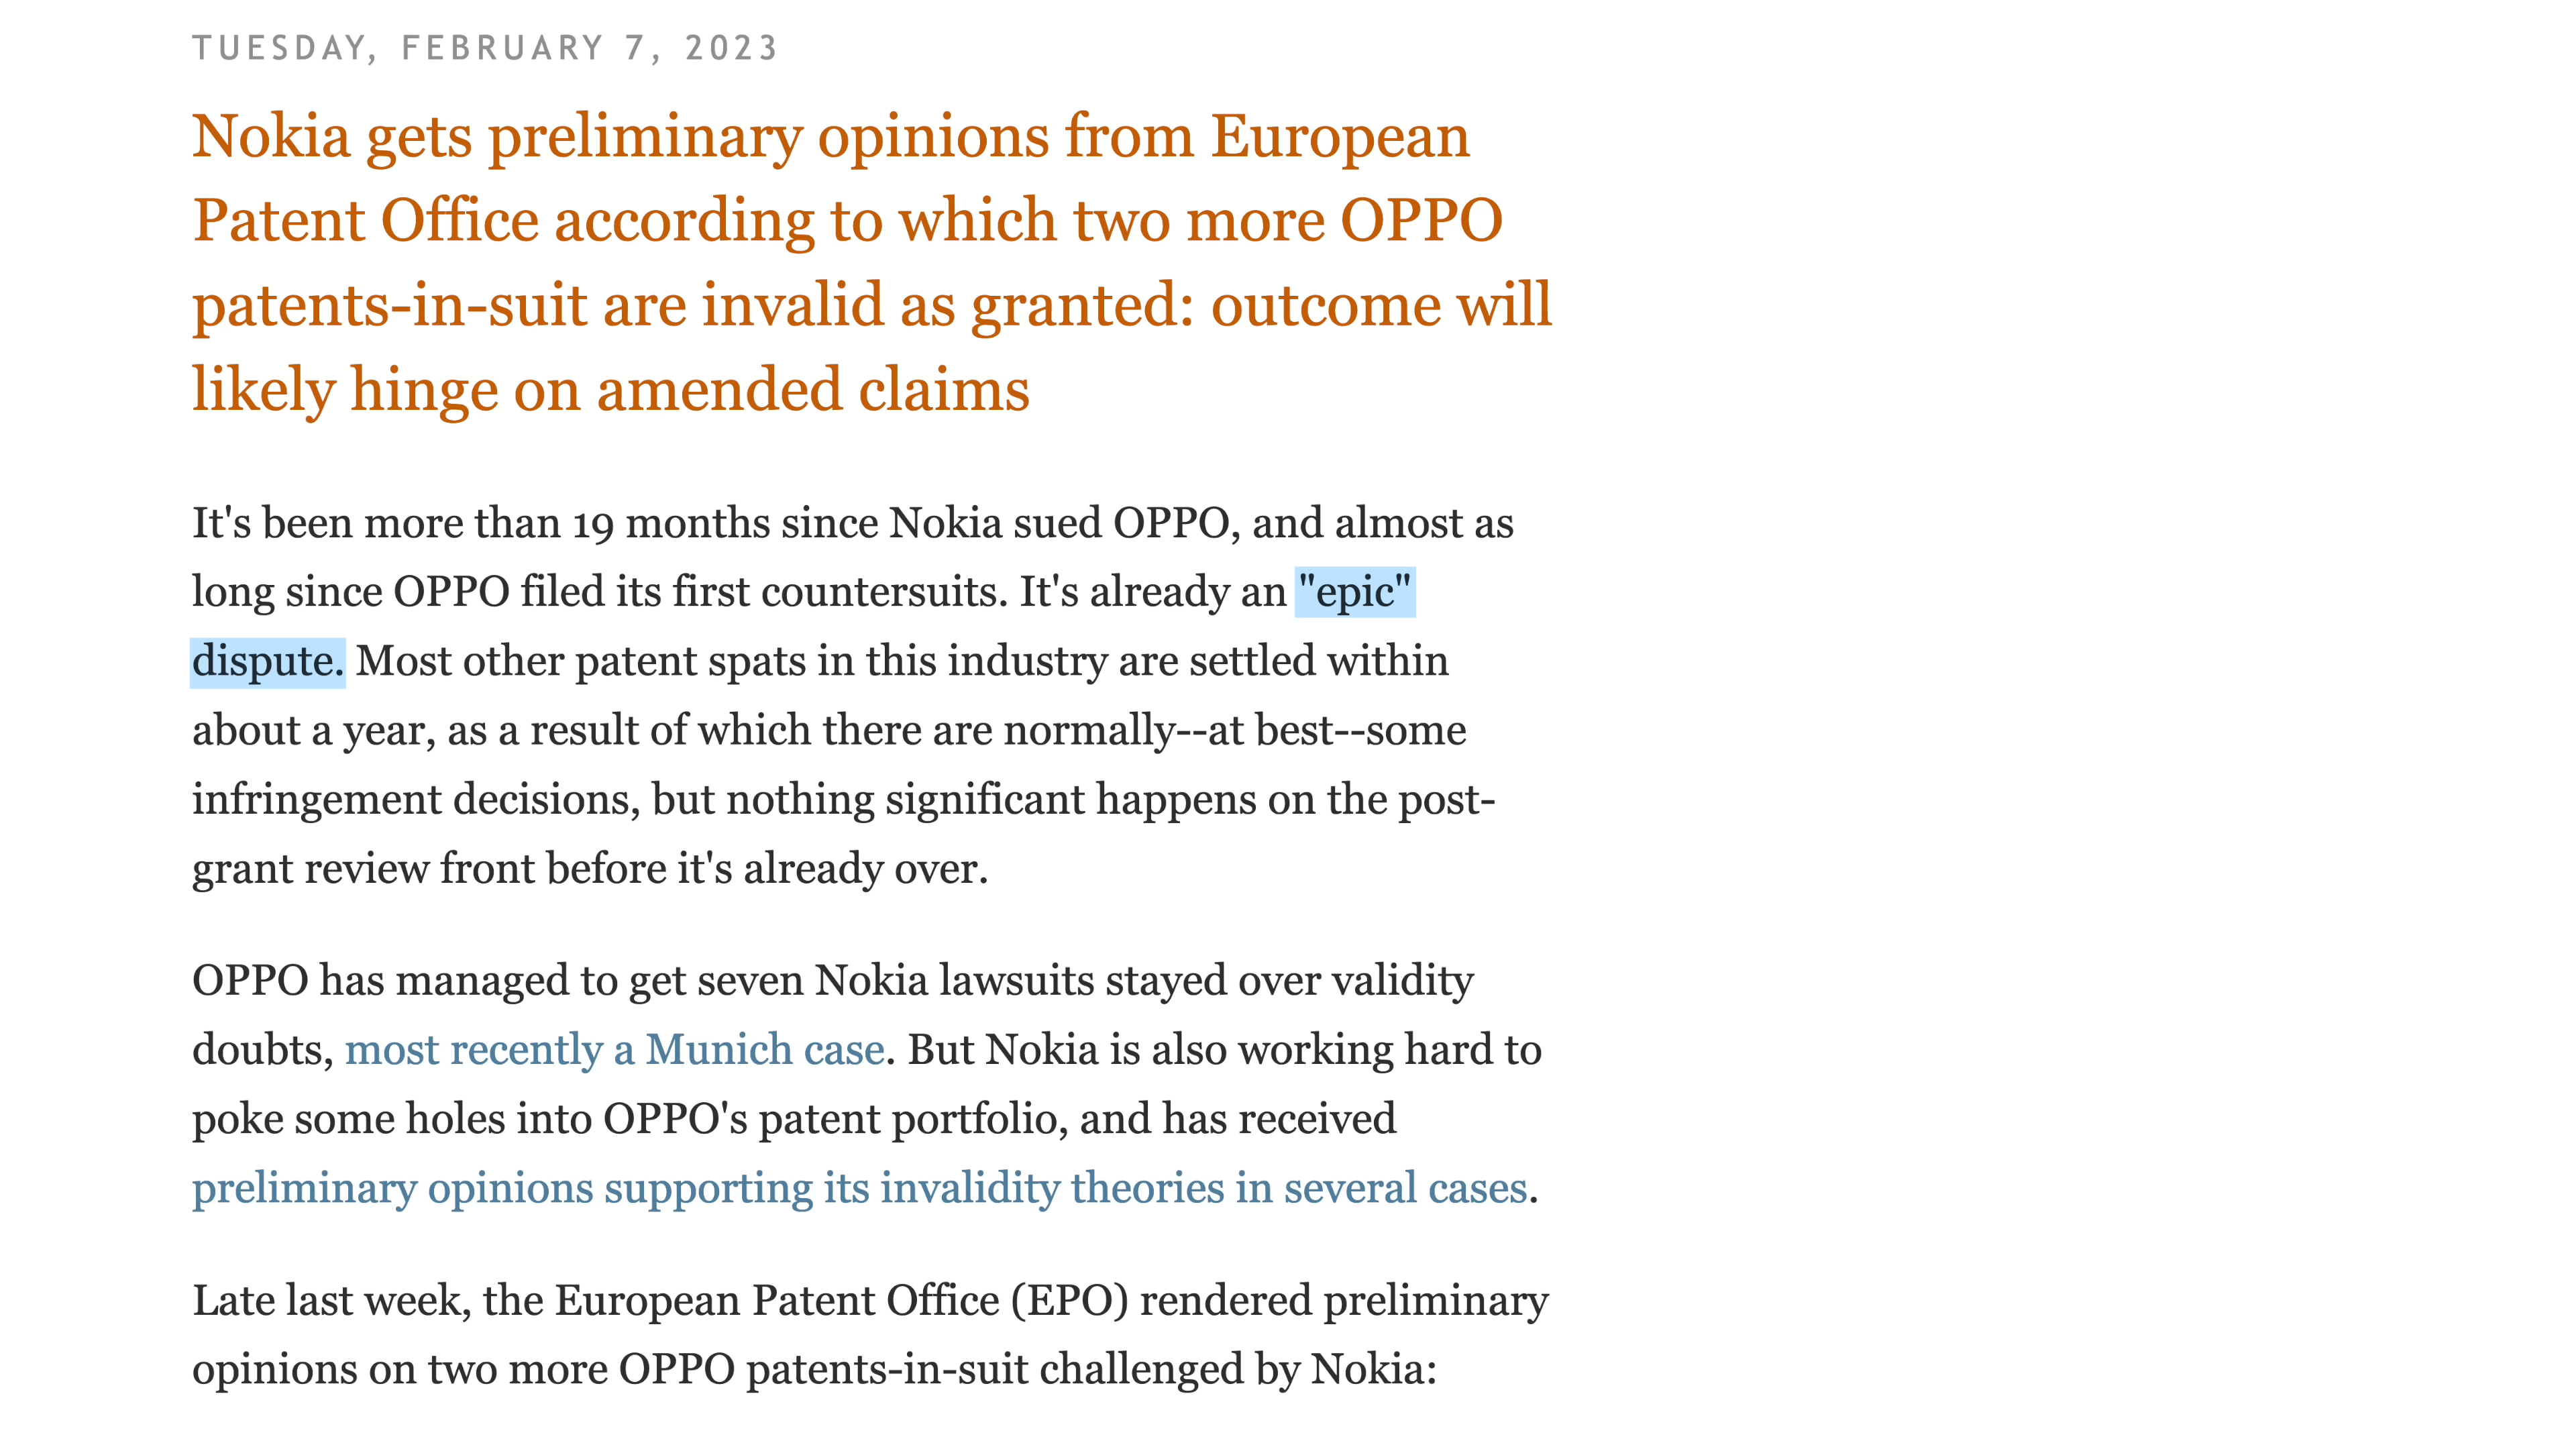 TUESDAY, FEBRUARY 7, 2023
Nokia gets preliminary opinions from European
Patent Office according to which two more OPPO
patents-in-suit are invalid as granted: outcome will
likely hinge on amended claims
It's been more than 19 months since Nokia sued OPPO, and almost as
long since OPPO filed its first countersuits. It's already an "epic"
dispute. Most other patent spats in this industry are settled within
about a year, as a result of which there are normally--at best--some
infringement decisions, but nothing significant happens on the post-
grant review front before it's already over.
OPPO has managed to get seven Nokia lawsuits stayed over validity
doubts, most recently a Munich case. But Nokia is also working hard to
poke some holes into OPPO's patent portfolio, and has received
preliminary opinions supporting its invalidity theories in several cases.
Late last week, the European Patent Office (EPO) rendered preliminary
opinions on two more OPPO patents-in-suit challenged by Nokia: